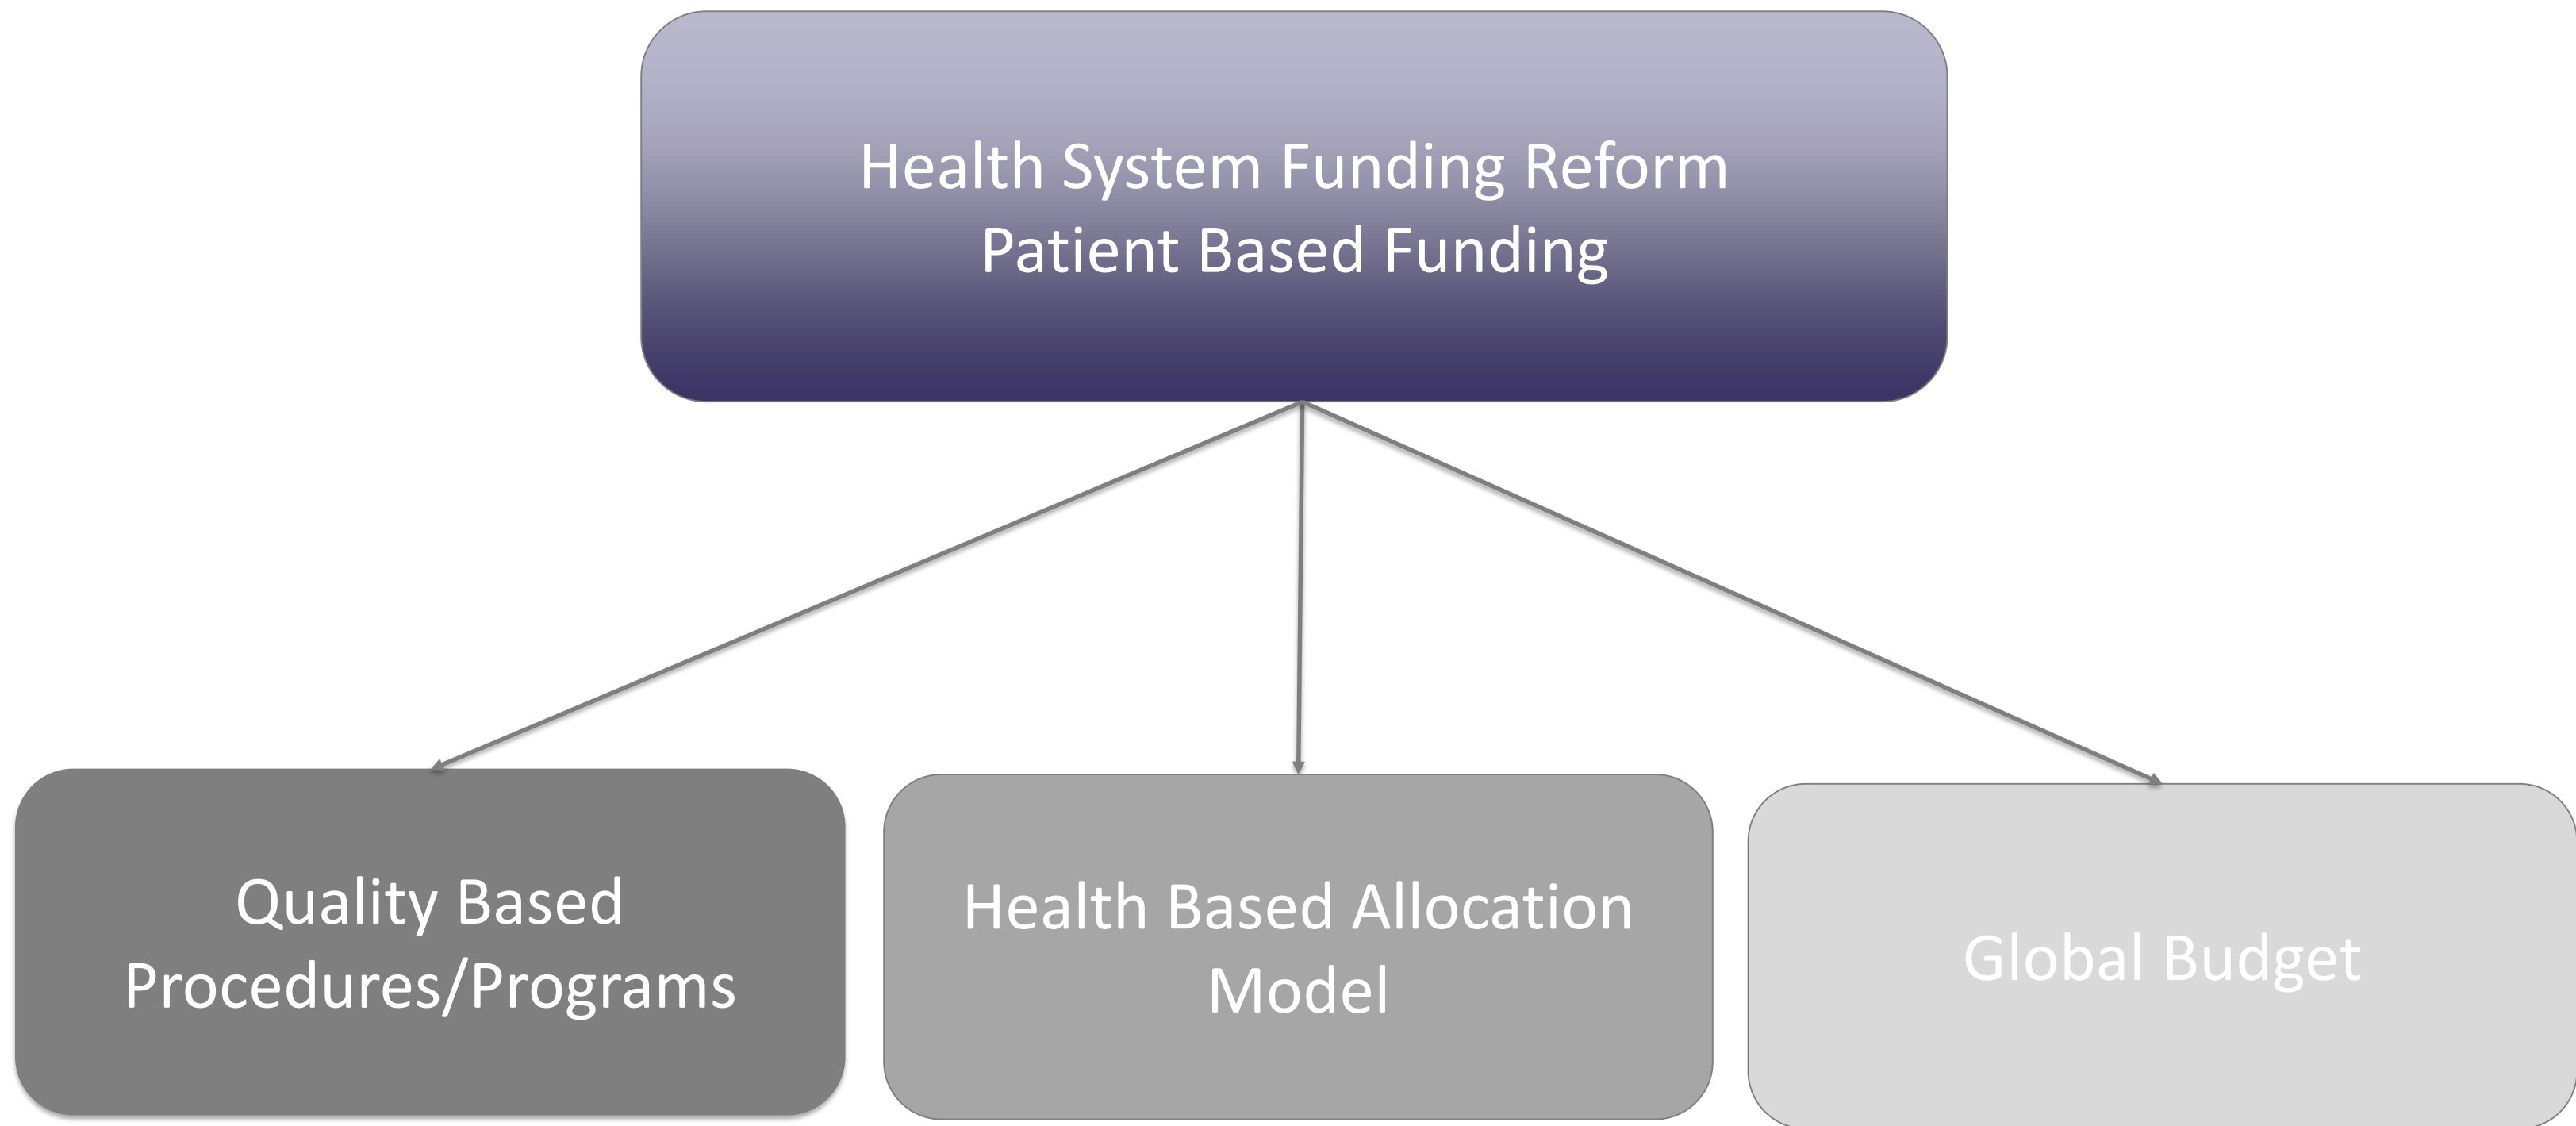 Health System Funding Reform
Patient Based Funding
Quality Based
Procedures/Programs
Health Based Allocation
Model
Global Budget